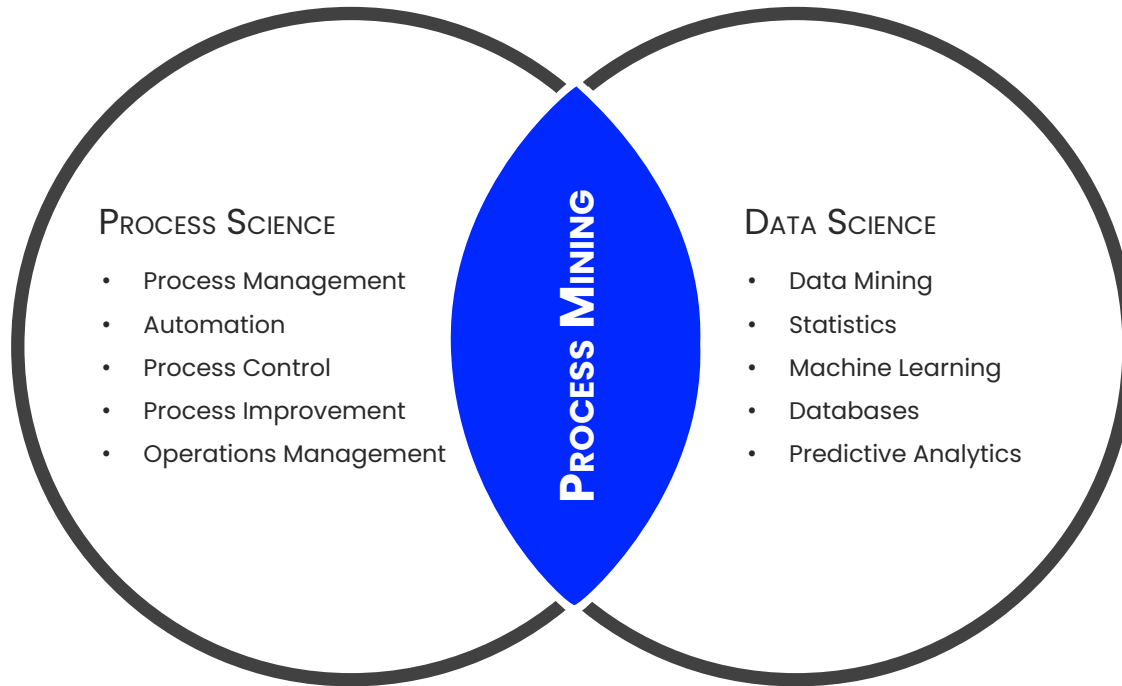 Process Science
• Process Management
• Automation
• Process Control
• Process Improvement
• Operations Management
Process Mining
Data Science
• Data Mining
• Statistics
• Machine Learning
• Databases
• Predictive Analytics